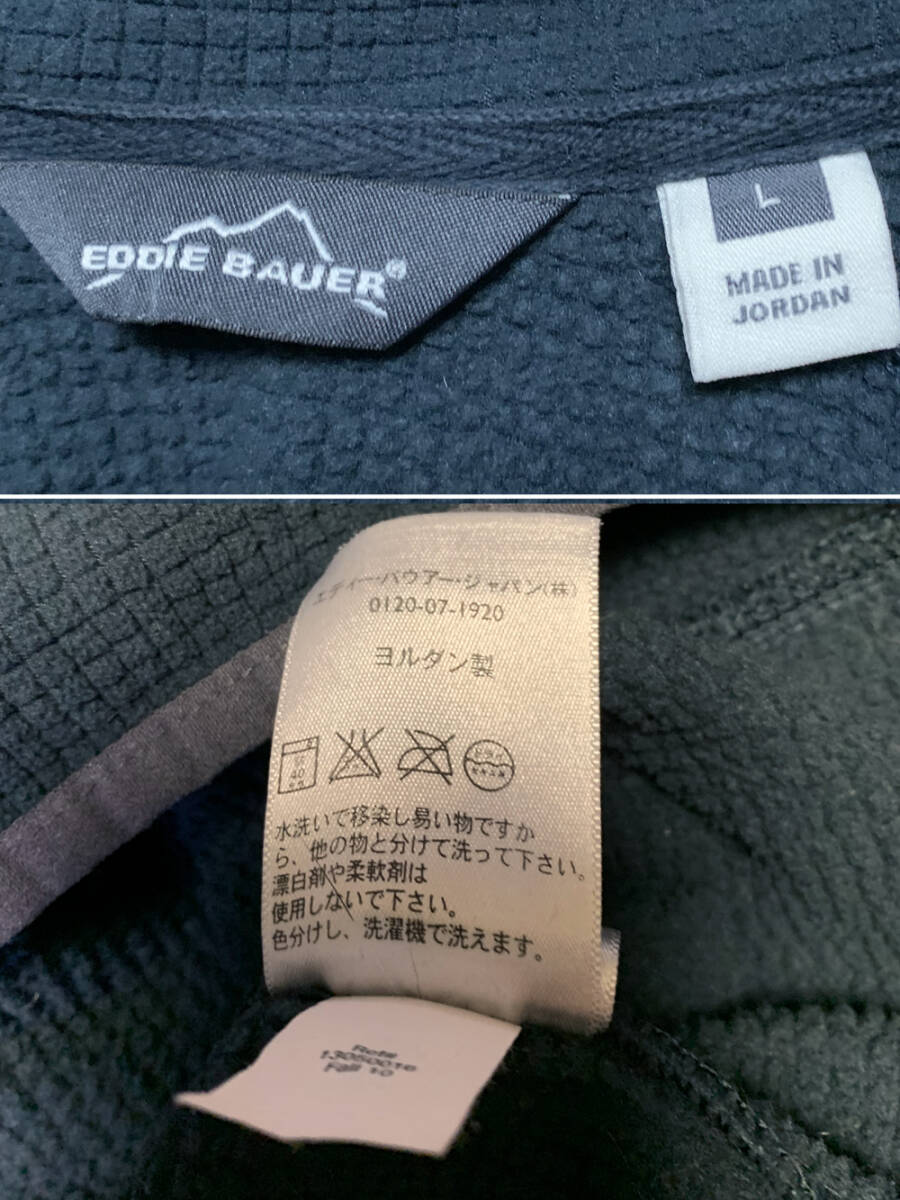 EDDIE BAUER®
L
MADE IN
JORDAN
エディー・バウアー・ジャパン(株)
0120-07-1920
ヨルダン製
40
水洗いで移染し易い物ですか
ら、他の物と分けて洗って下さい。
漂白剤や柔軟剤は
使用しないで下さい。
色分けし、洗濯機で洗えます。
13050016
Fall 10